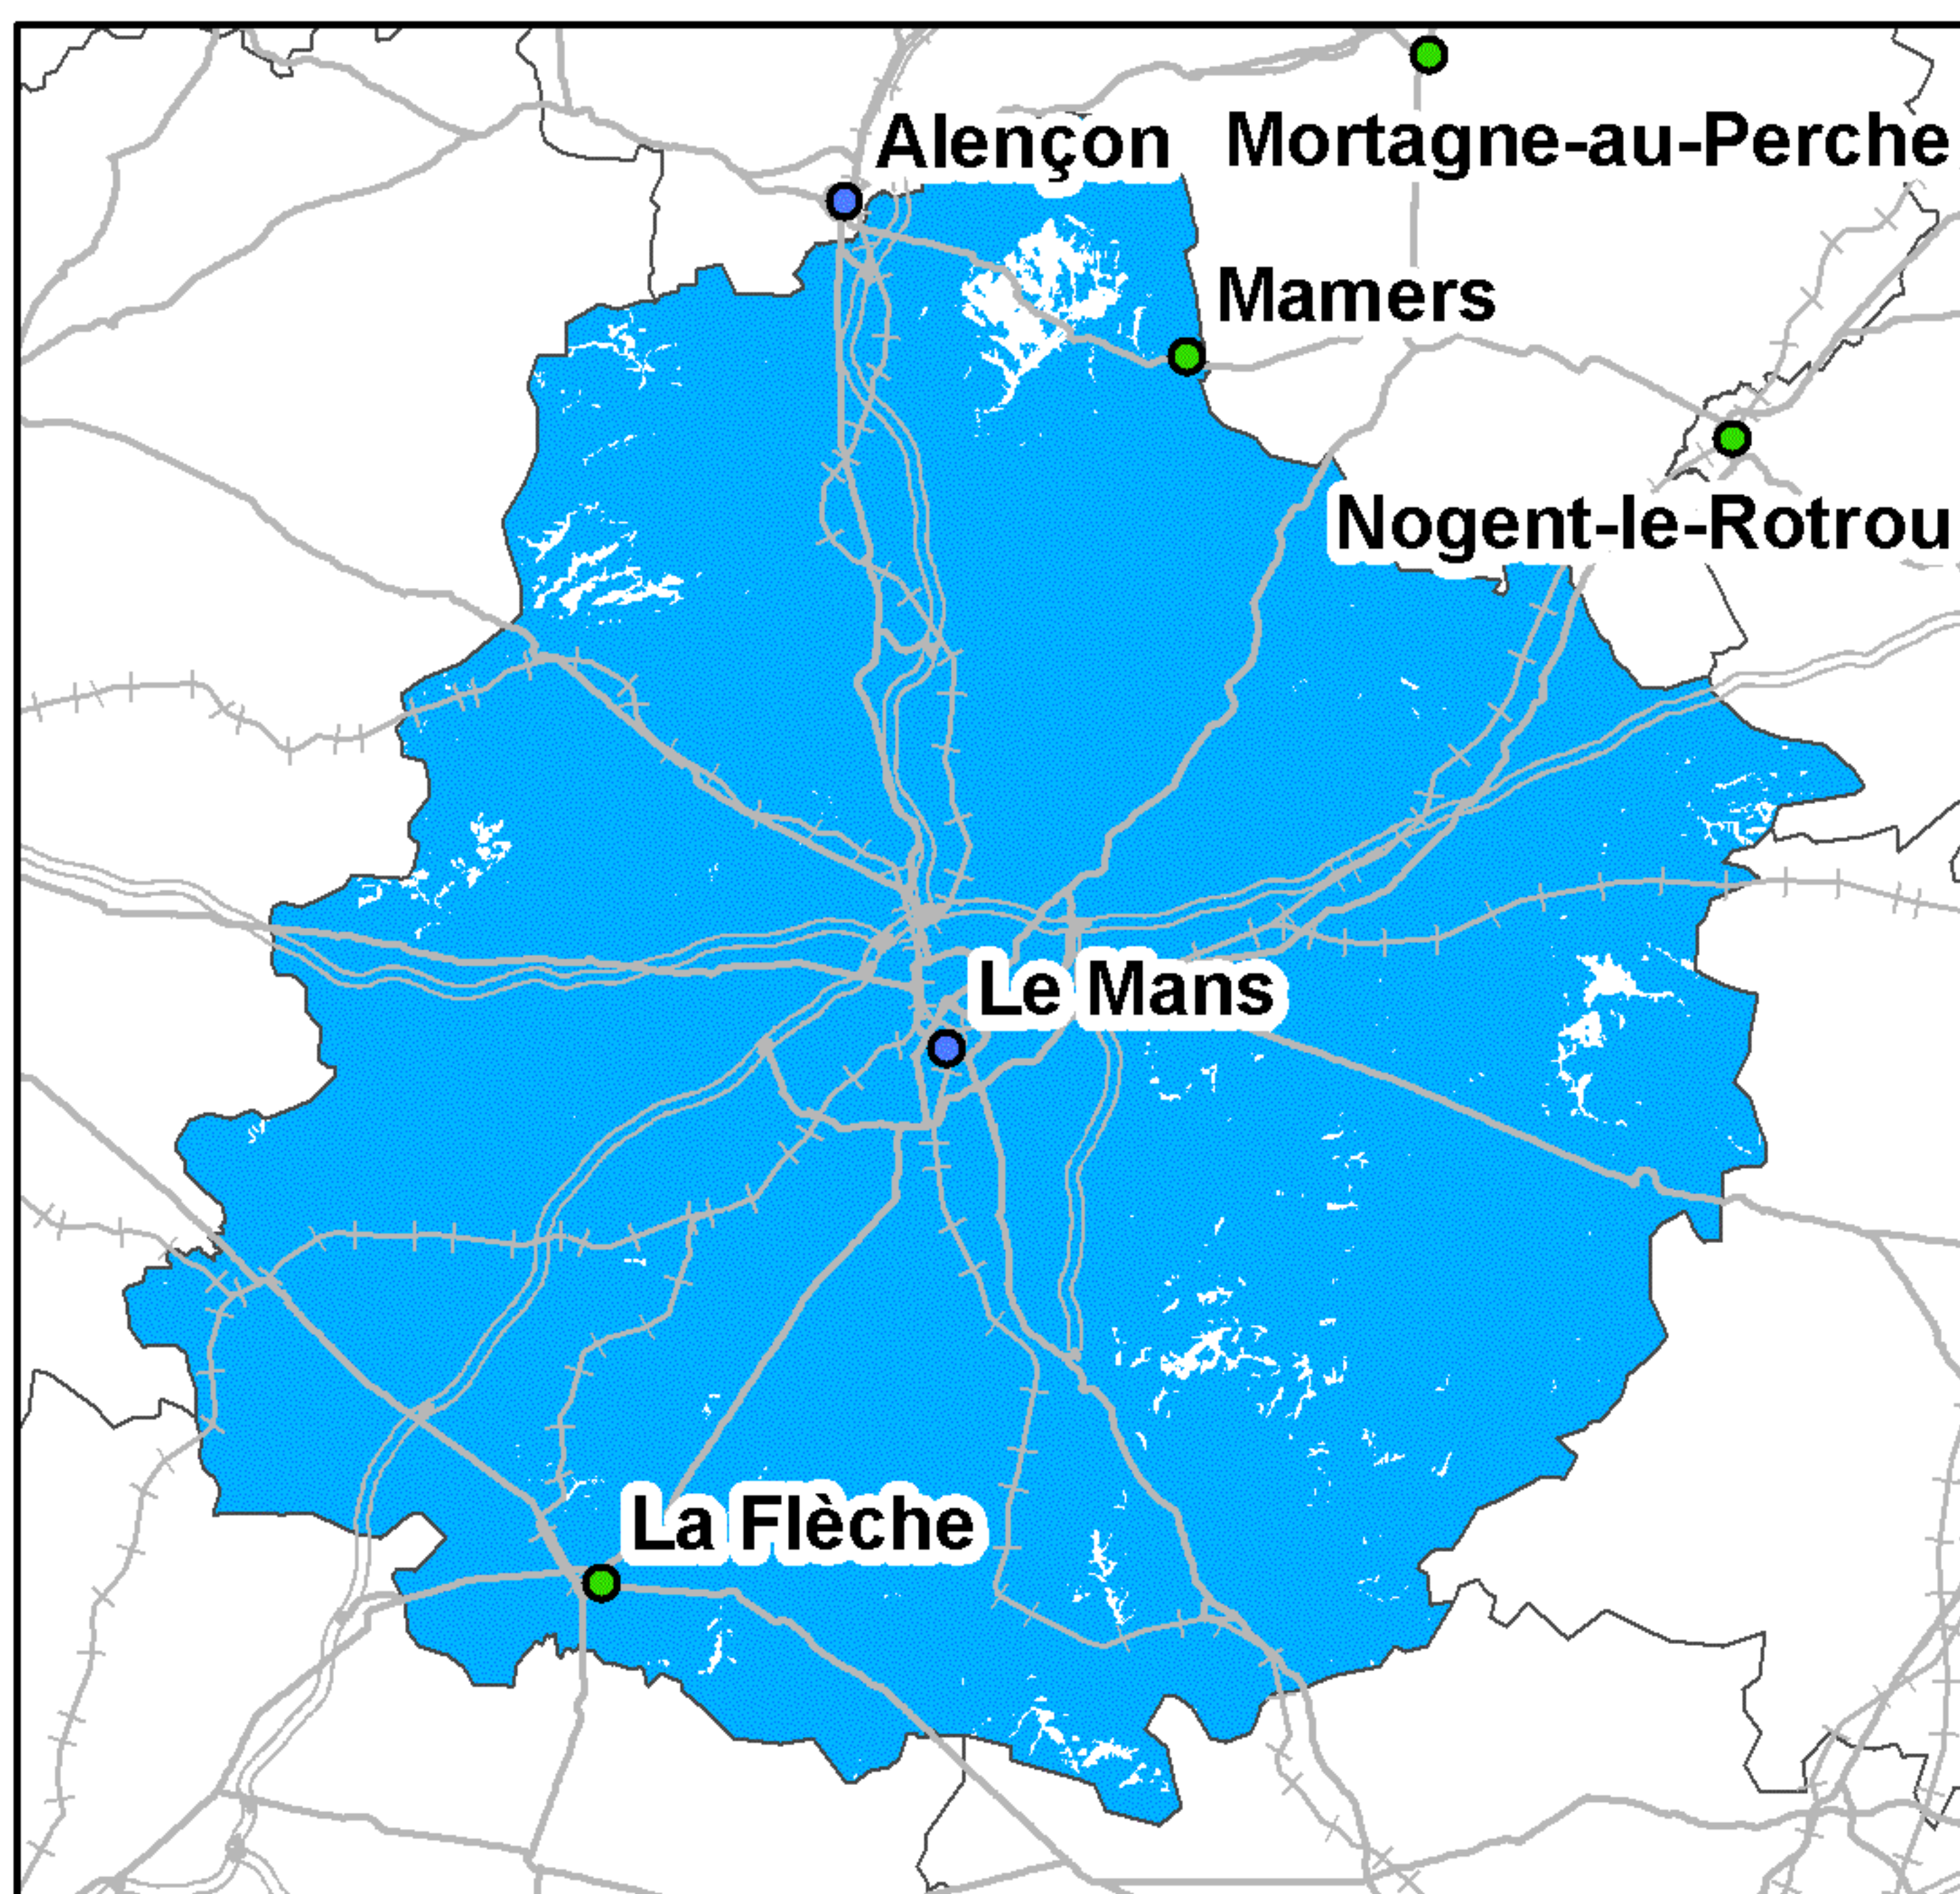 Alençon
Mortagne-au-Perche
Mamers
Nogent-le-Rotrou
Le Mans
La Flèche